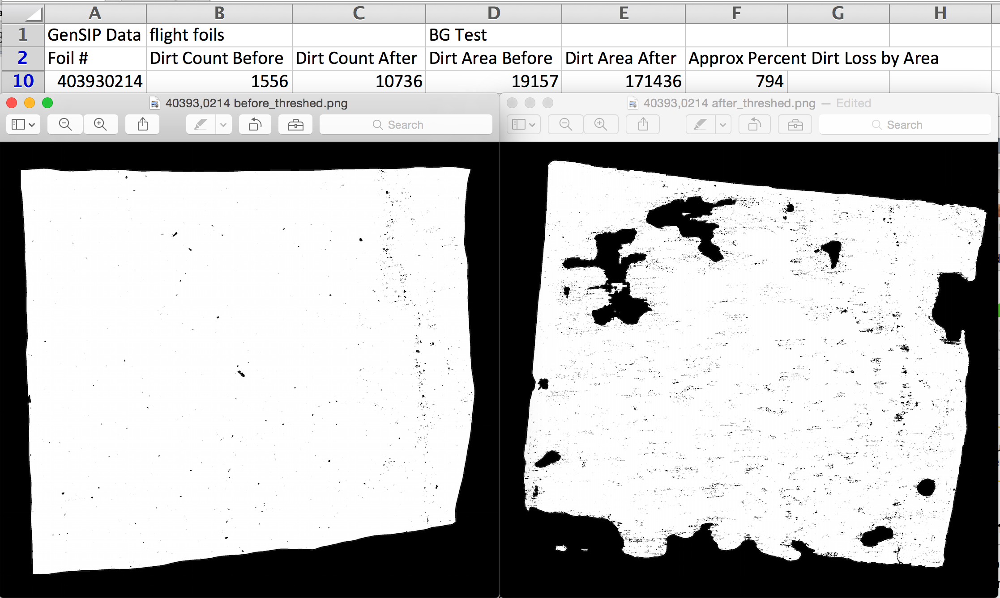 A B C D E F G H
1 GenSIP Data flight foils BG Test
2 Foil # Dirt Count Before Dirt Count After Dirt Area Before Dirt Area After Approx Percent Dirt Loss by Area
10 403930214 1556 10736 19157 171436 794
40393,0214 before_threshed.png
Search
40393,0214 after_threshed.png — Edited
Search